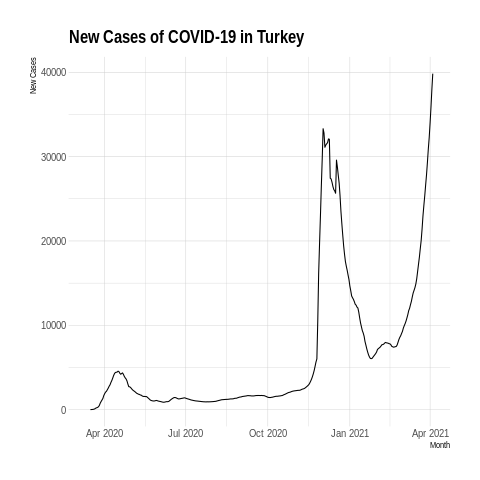 New Cases of COVID-19 in Turkey
New Cases
40000
30000
20000
10000
0
Apr 2020 Jul 2020 Oct 2020 Jan 2021 Apr 2021
Month